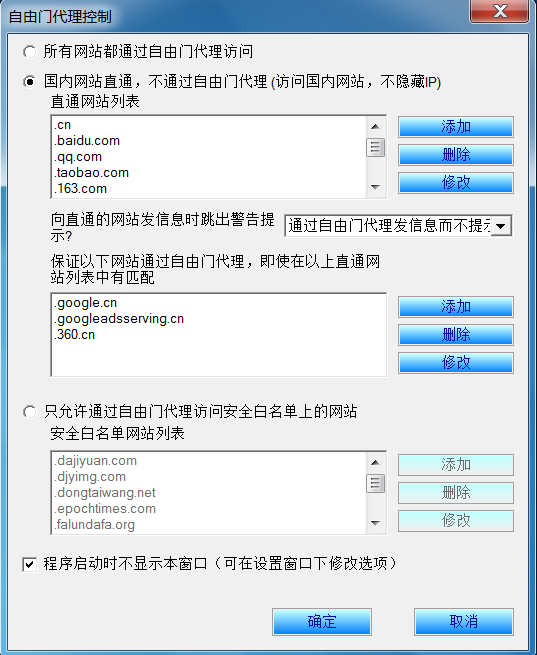 自由门代理控制
所有网站都通过自由门代理访问
国内网站直通，不通过自由门代理 (访问国内网站，不隐藏IP)
直通网站列表
.cn
.baidu.com
.qq.com
.taobao.com
.163.com
添加
删除
修改
向直通的网站发信息时跳出警告提
示?
通过自由门代理发信息而不提示
保证以下网站通过自由门代理，即使在以上直通网
站列表中有匹配
.google.cn
.googleadsserving.cn
.360.cn
添加
删除
修改
只允许通过自由门代理访问安全白名单上的网站
安全白名单网站列表
.dajiyuan.com
.djyimg.com
.dongtaiwang.net
.epochtimes.com
.falundafa.org
添加
删除
修改
程序启动时不显示本窗口（可在设置窗口下修改选项）
确定
取消